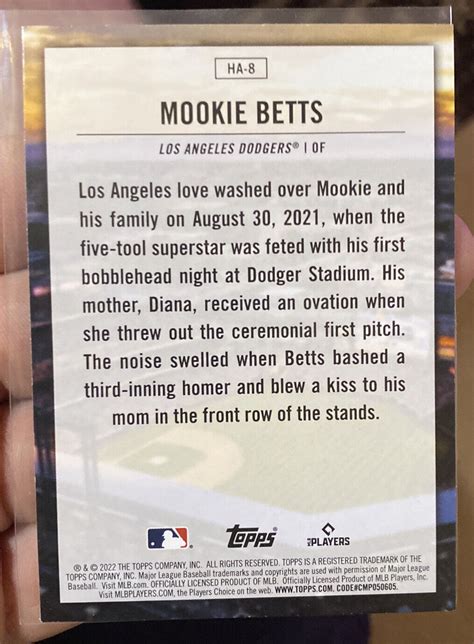 HA-8
MOOKIE BETTS
LOS ANGELES DODGERS® | OF
Los Angeles love washed over Mookie and
his family on August 30, 2021, when the
five-tool superstar was feted with his first
bobblehead night at Dodger Stadium. His
mother, Diana, received an ovation when
she threw out the ceremonial first pitch.
The noise swelled when Betts bashed a
third-inning homer and blew a kiss to his
mom in the front row of the stands.
topps PLAYERS
® & © 2022 THE TOPPS COMPANY, INC. ALL RIGHTS RESERVED. TOPPS IS A REGISTERED TRADEMARK OF THE
TOPPS COMPANY, INC. Major League Baseball trademarks and copyrights are used with permission of Major League
Baseball. Visit MLB.com. OFFICIALLY LICENSED PRODUCT OF MLB. Officially Licensed Product of MLB Players, Inc.
Visit MLBPLAYERS.COM, the Players Choice on the web. WWW.TOPPS.COM. CODE#CMP050605.